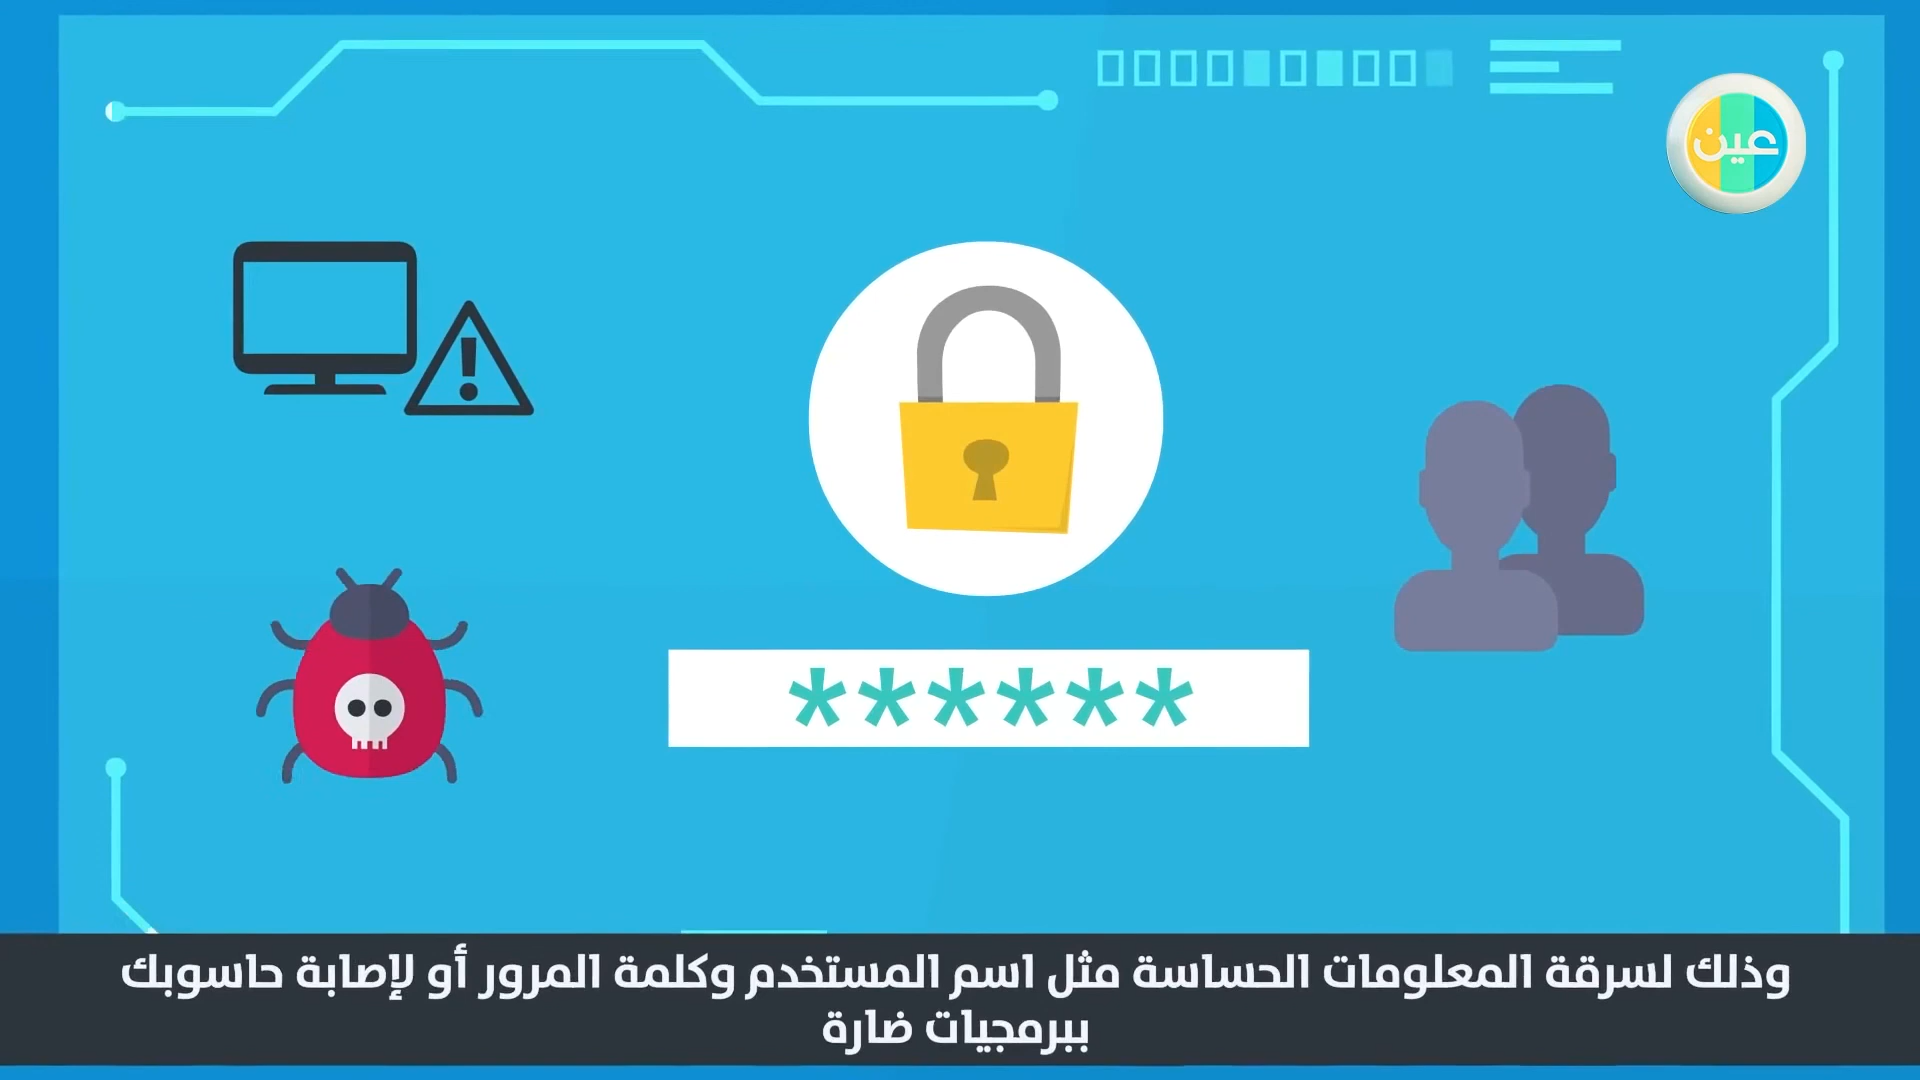 عين
******
وذلك لسرقة المعلومات الحساسة مثل اسم المستخدم وكلمة المرور أو لإصابة حاسوبك
ببرمجيات ضارة